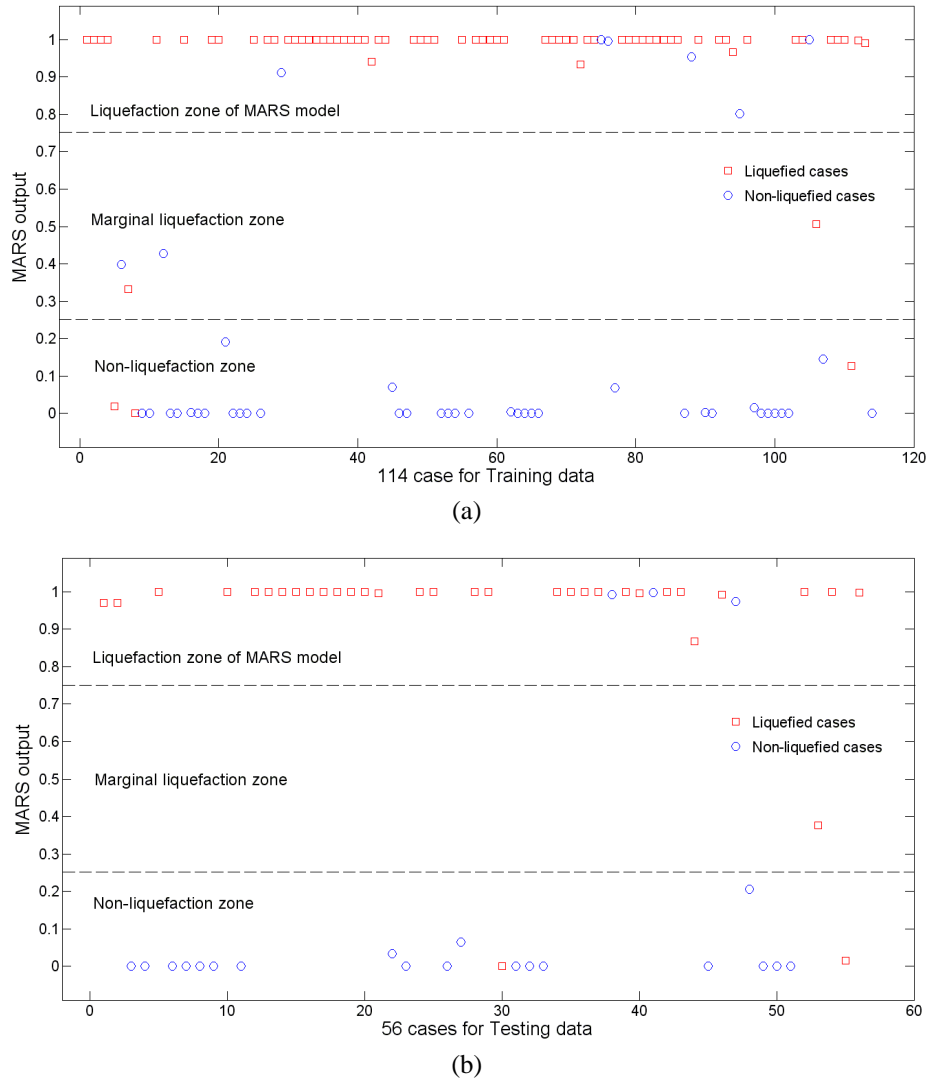 1
0.9
0.8
0.7
0.6
0.5
0.4
0.3
0.2
0.1
0
MARS output
Liquefaction zone of MARS model
Marginal liquefaction zone
Non-liquefaction zone
Liquefied cases
Non-liquefied cases
0 20 40 60 80 100 120
114 case for Training data
(a)
1
0.9
0.8
0.7
0.6
0.5
0.4
0.3
0.2
0.1
0
MARS output
Liquefaction zone of MARS model
Marginal liquefaction zone
Non-liquefaction zone
Liquefied cases
Non-liquefied cases
0 10 20 30 40 50 60
56 cases for Testing data
(b)